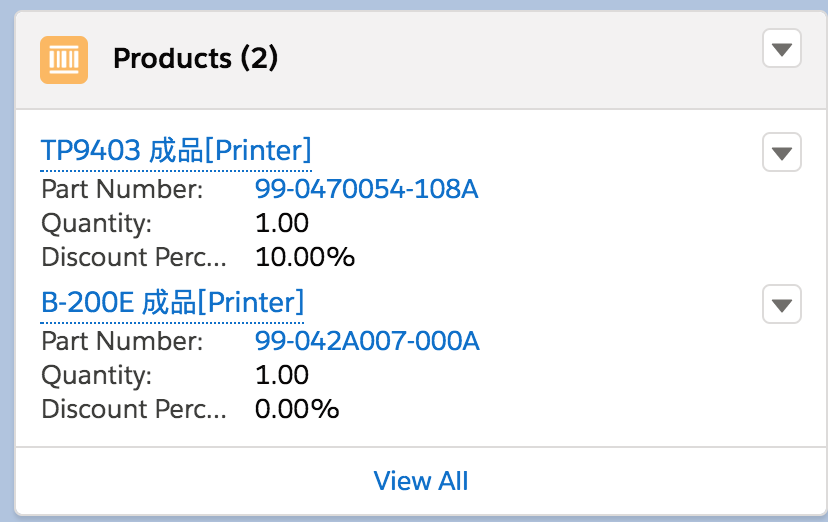 Products (2)
TP9403 成品[Printer]
Part Number: 99-0470054-108A
Quantity: 1.00
Discount Perc... 10.00%
B-200E 成品[Printer]
Part Number: 99-042A007-000A
Quantity: 1.00
Discount Perc... 0.00%
View All